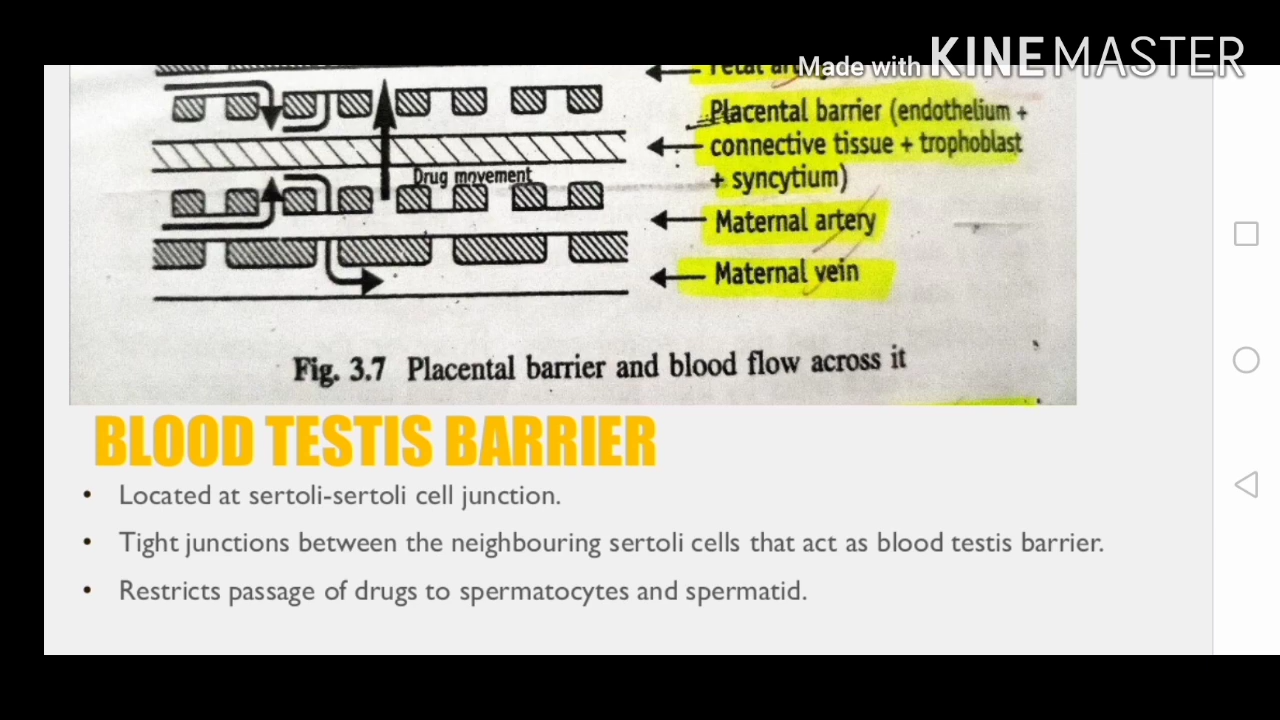 Made with KINEMASTER
Placental barrier (endothelium +
connective tissue + trophoblast
+ syncytium)
Drug movement
Maternal artery
Maternal vein
Fig. 3.7 Placental barrier and blood flow across it
BLOOD TESTIS BARRIER
• Located at sertoli-sertoli cell junction.
• Tight junctions between the neighbouring sertoli cells that act as blood testis barrier.
• Restricts passage of drugs to spermatocytes and spermatid.